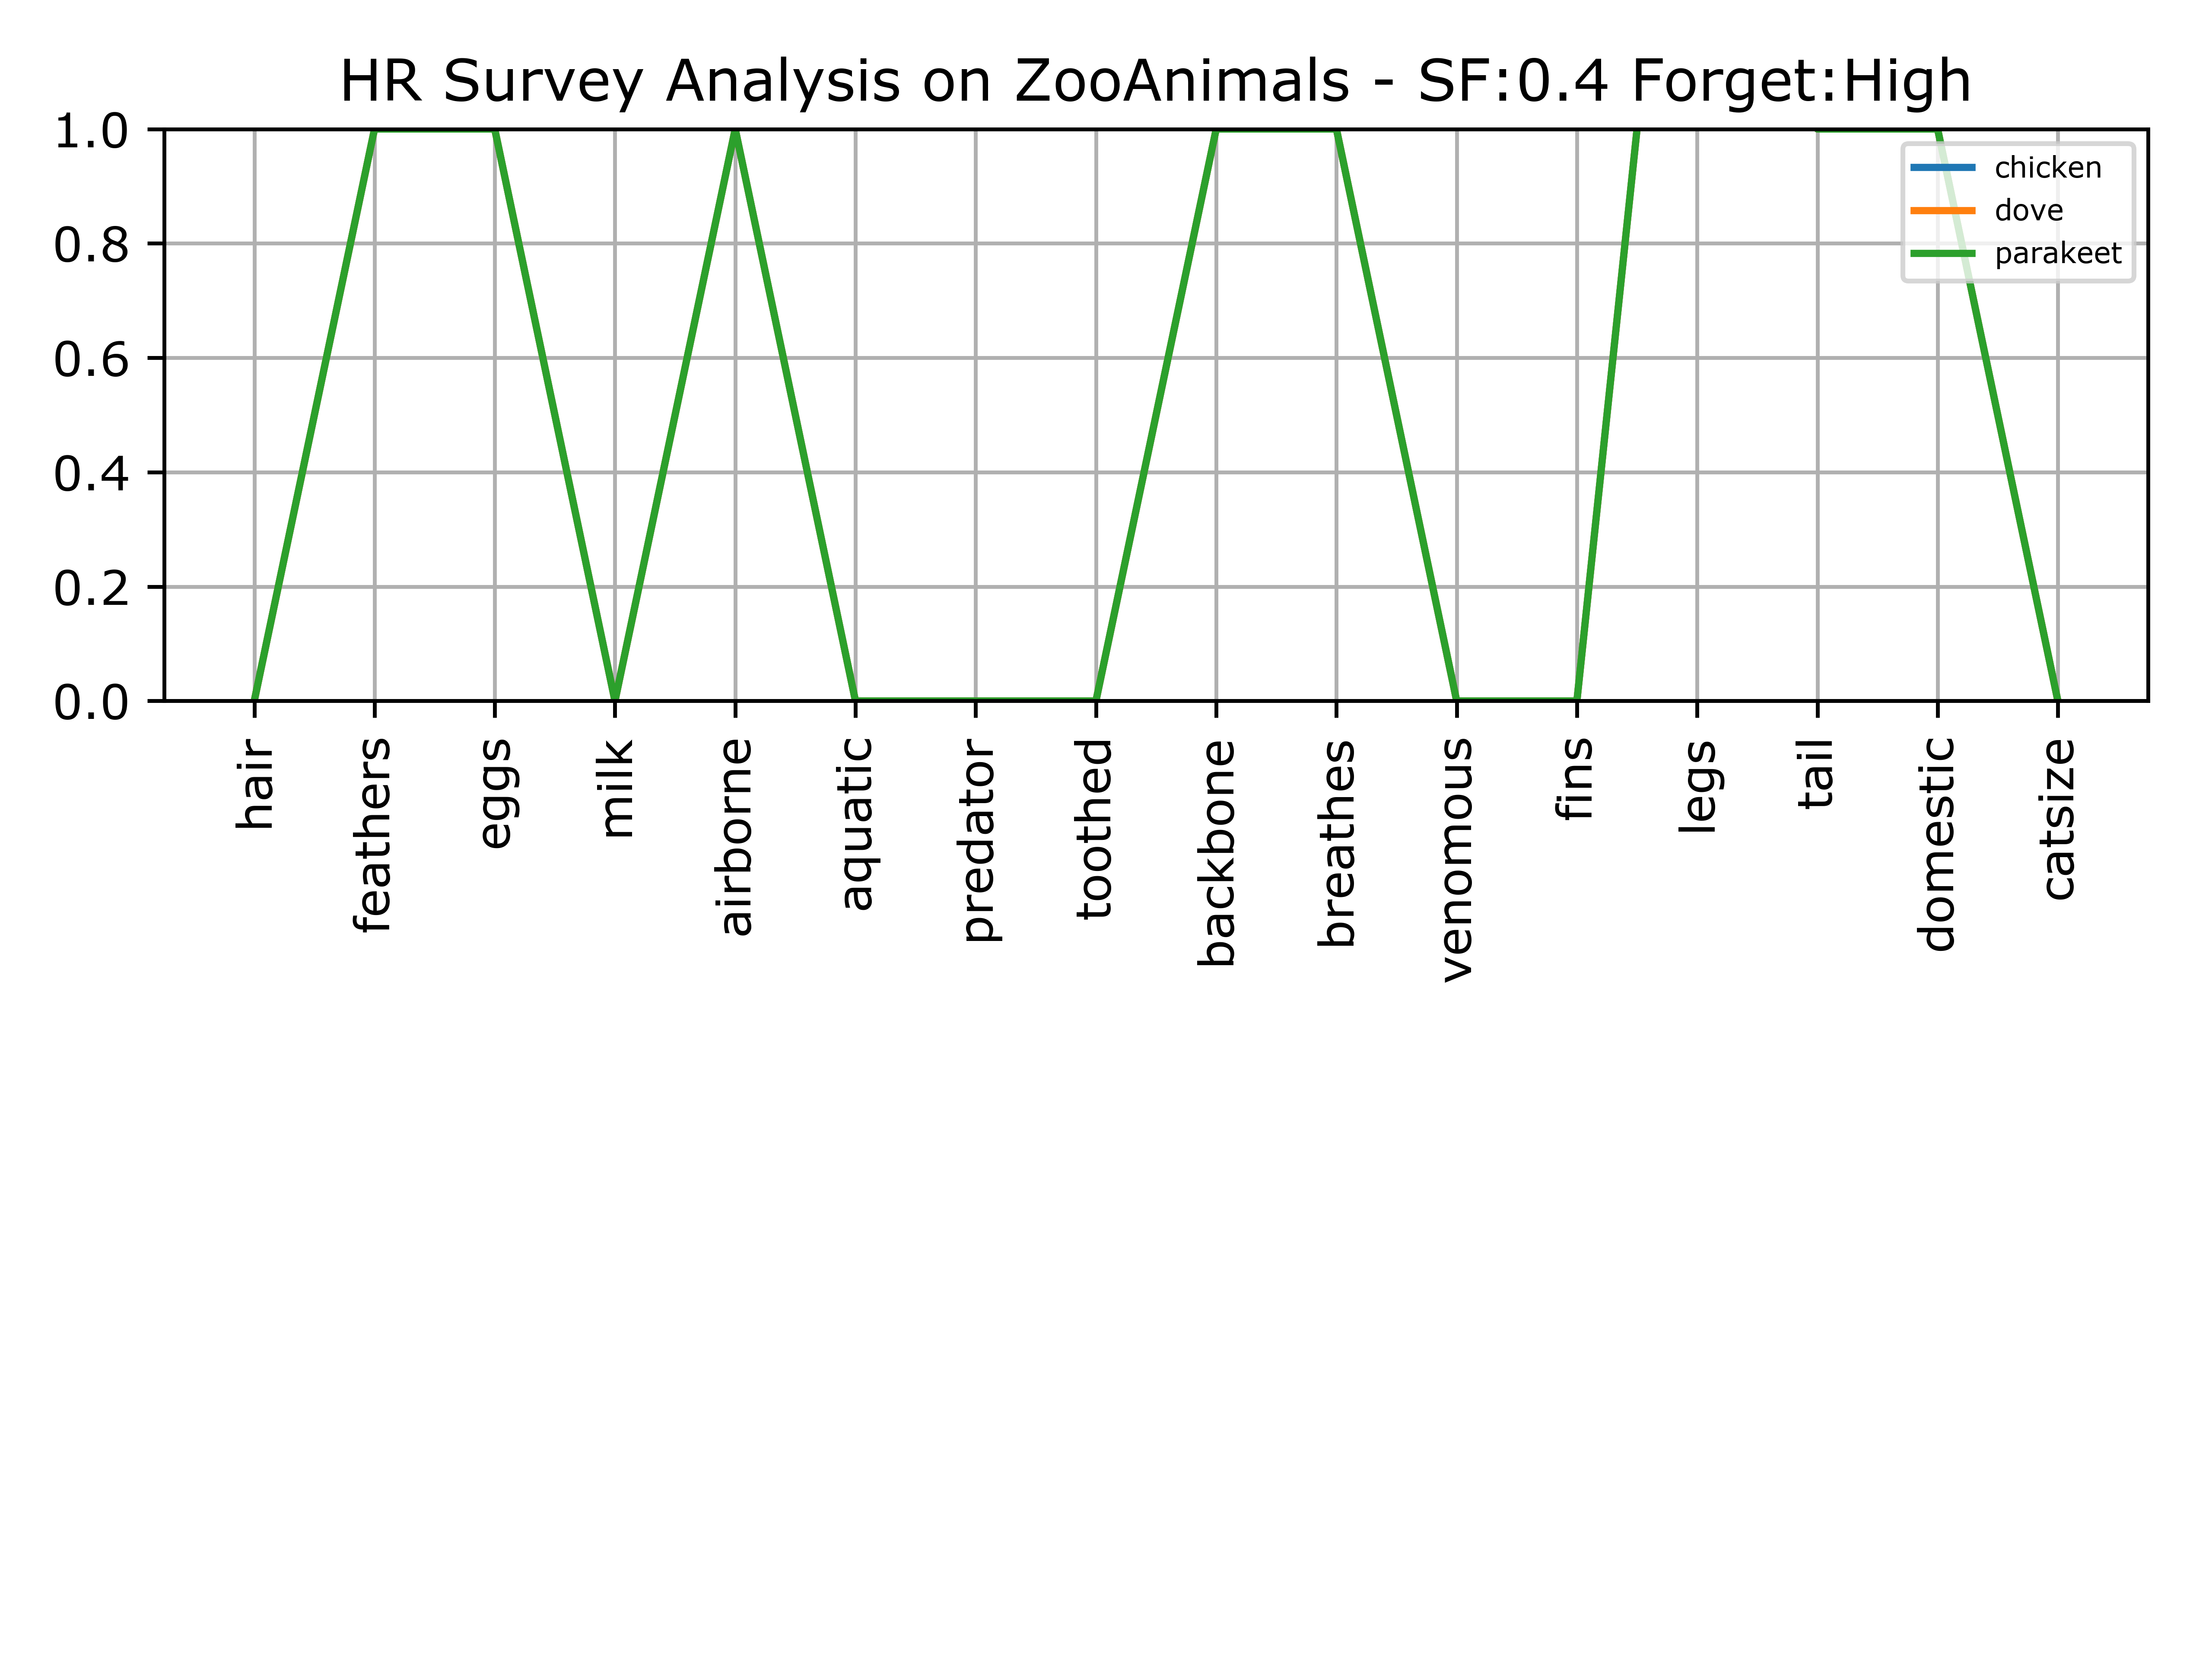 HR Survey Analysis on ZooAnimals - SF:0.4 Forget:High
1.0
0.8
0.6
0.4
0.2
0.0
chicken
dove
parakeet
hair
feathers
eggs
milk
airborne
aquatic
predator
toothed
backbone
breathes
venomous
fins
legs
tail
domestic
catsize